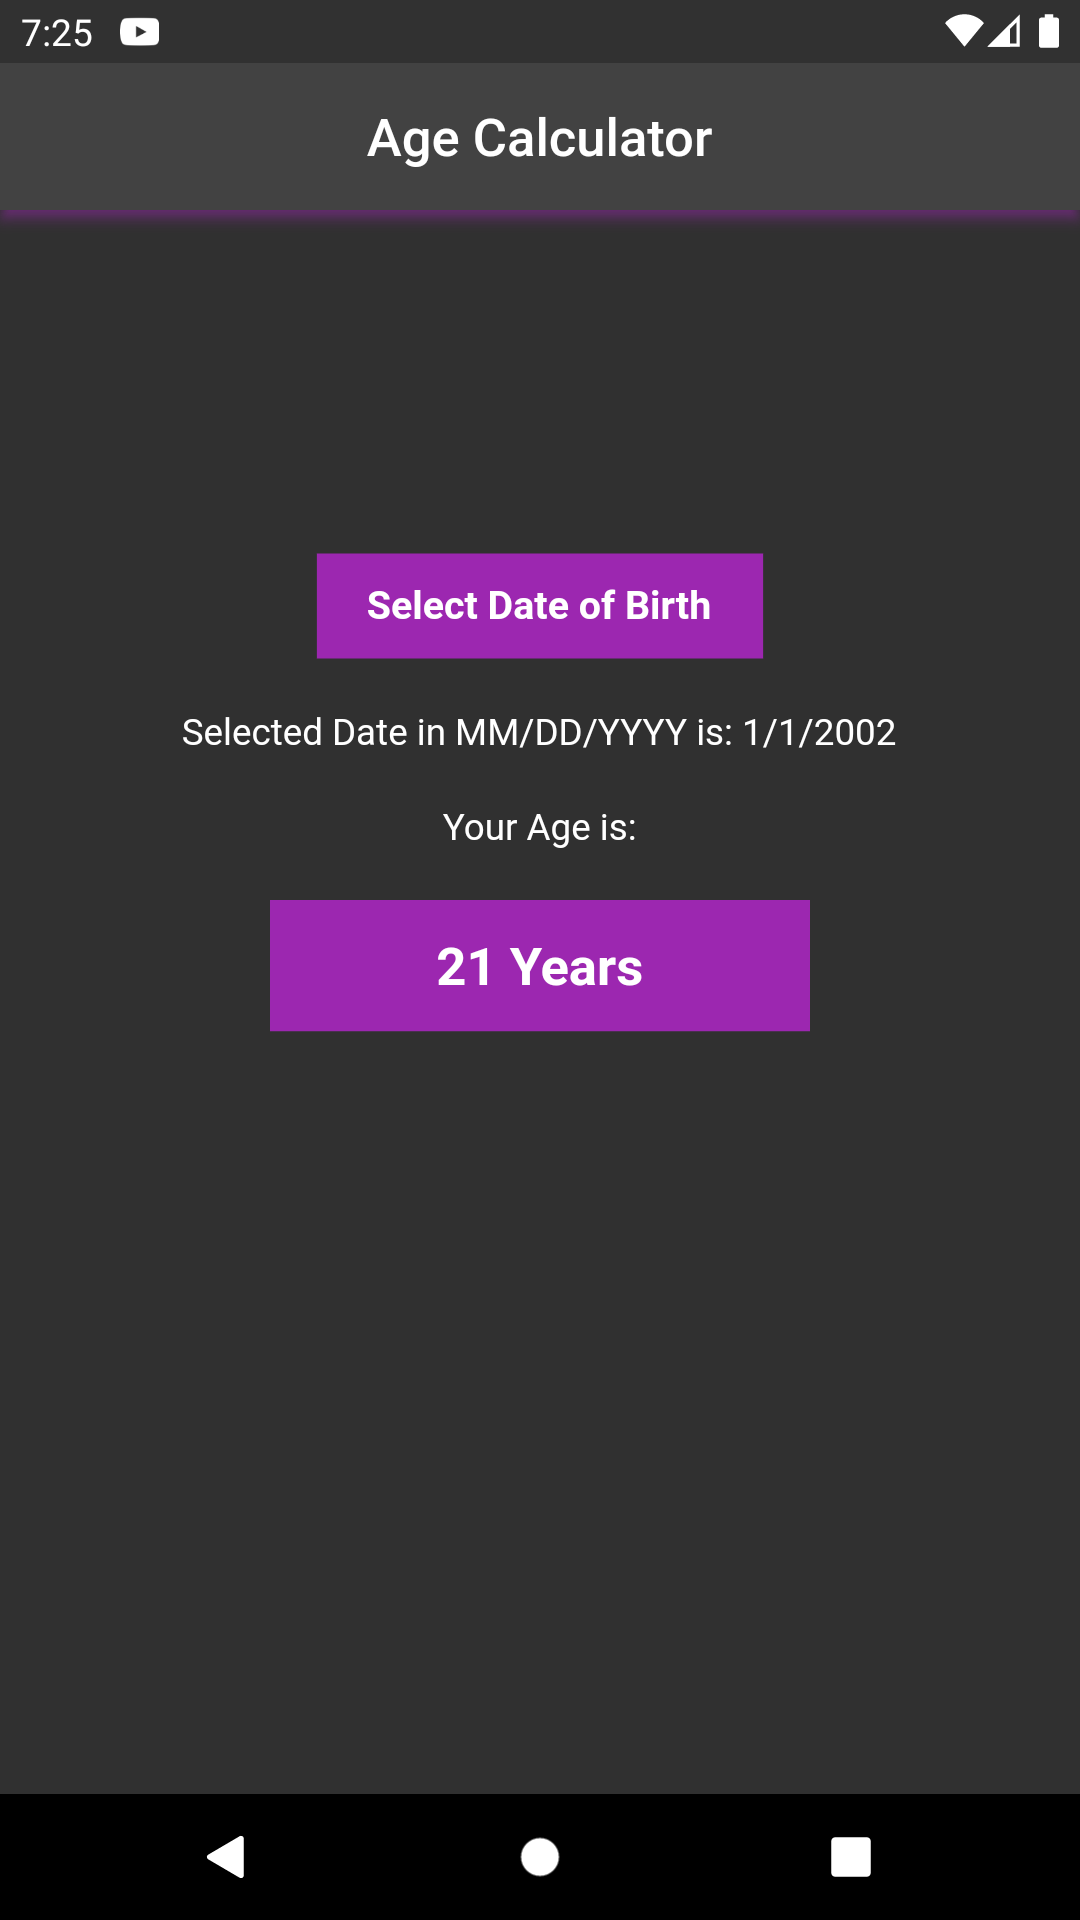 7:25
Age Calculator
Select Date of Birth
Selected Date in MM/DD/YYYY is: 1/1/2002
Your Age is:
21 Years